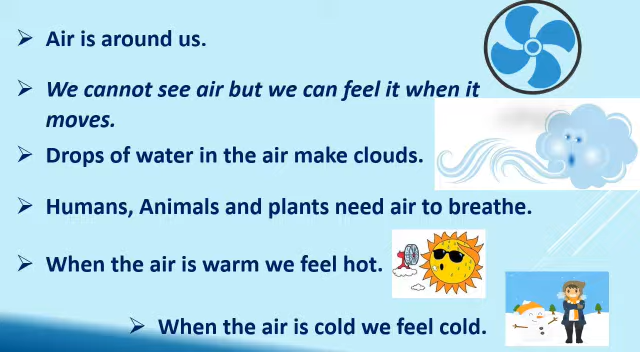 ➢ Air is around us.
➢ We cannot see air but we can feel it when it
moves.
➢ Drops of water in the air make clouds.
➢ Humans, Animals and plants need air to breathe.
➢ When the air is warm we feel hot.
➢ When the air is cold we feel cold.